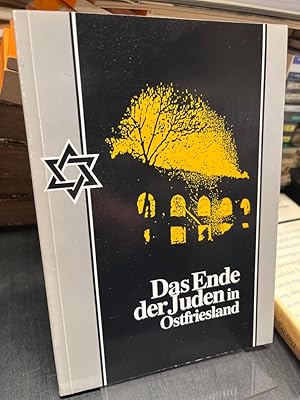 Das Ende
der Juden in
Ostfriesland